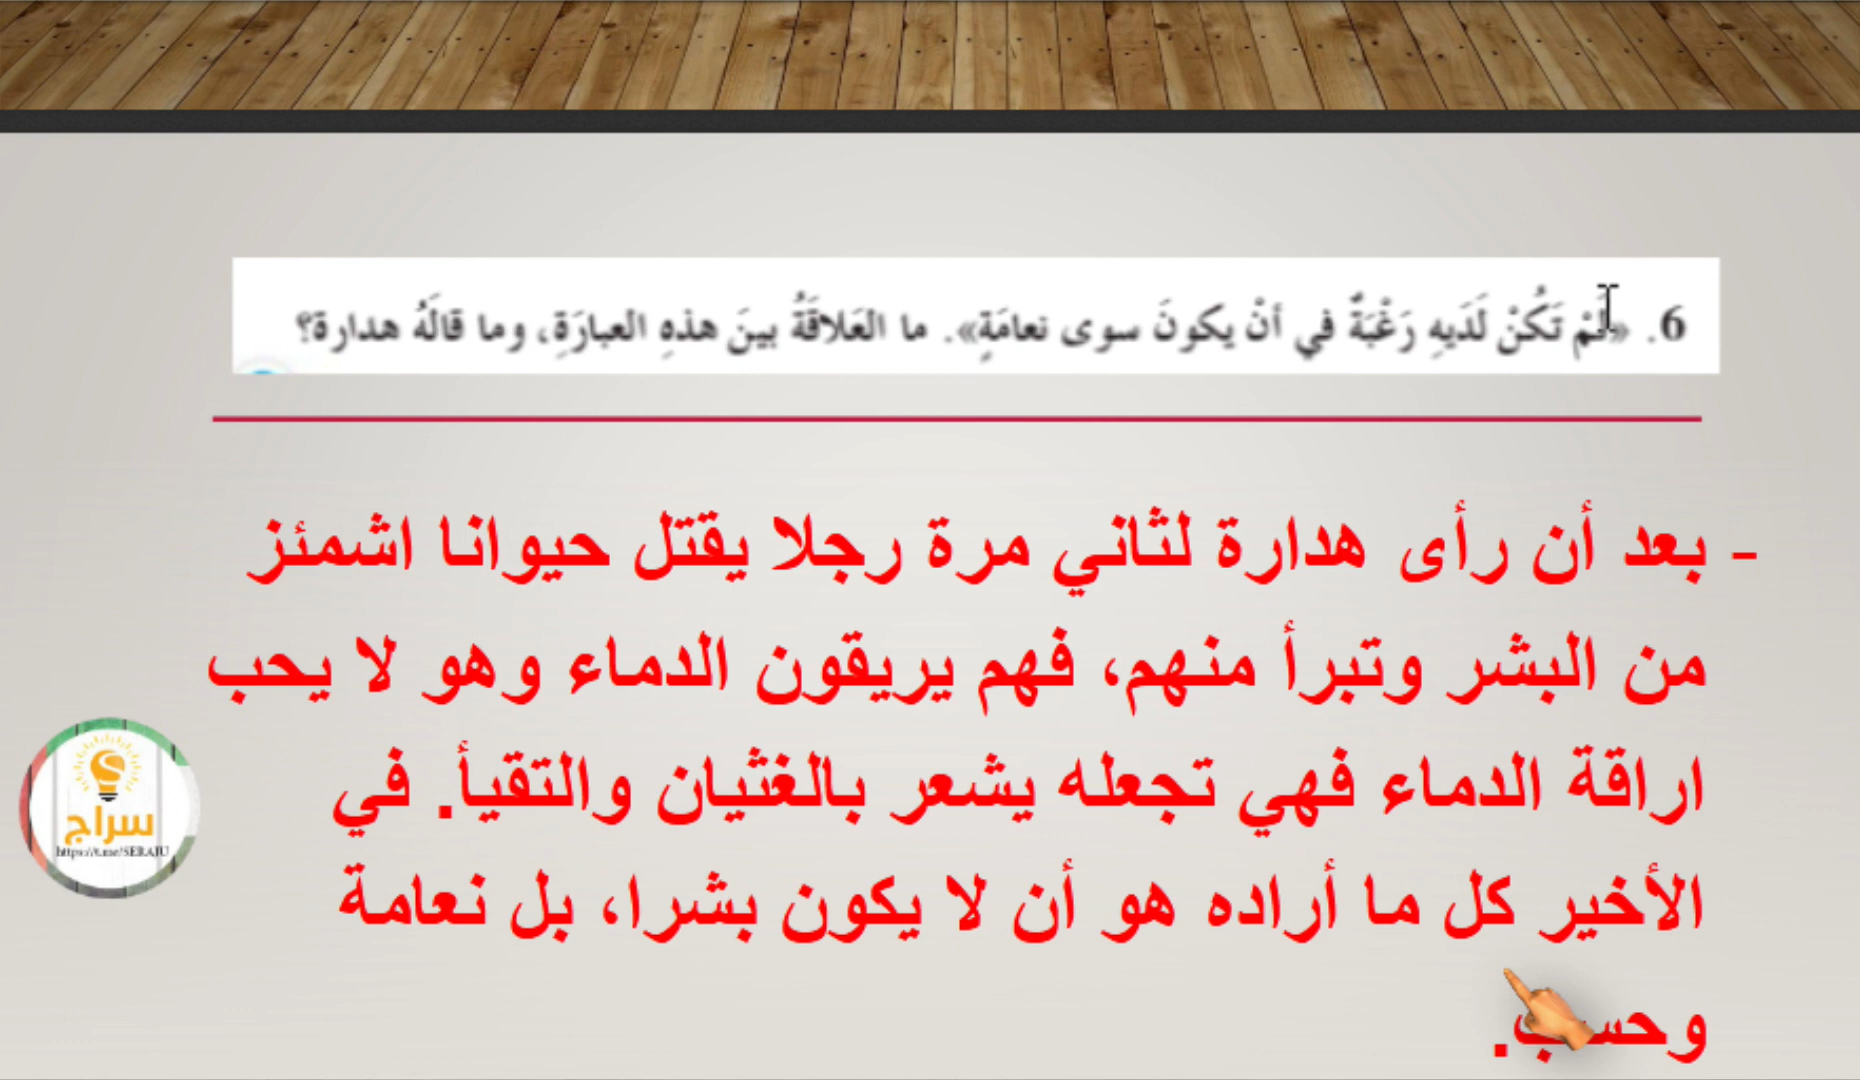 6. «لَمْ تَكُنْ لَدَيهِ رَغْبَةٌ في أنْ يكونَ سوى نعامَةٍ». ما العَلاقَةُ بينَ هذهِ العبارَةِ، وما قالَهُ هدارة؟
- بعد أن رأى هدارة لثاني مرة رجلا يقتل حيوانا اشمئز
من البشر وتبرأ منهم، فهم يريقون الدماء وهو لا يحب
اراقة الدماء فهي تجعله يشعر بالغثيان والتقيأ. في
الأخير كل ما أراده هو أن لا يكون بشرا، بل نعامة
وحسب.
سراج
https://t.me/SERAJU